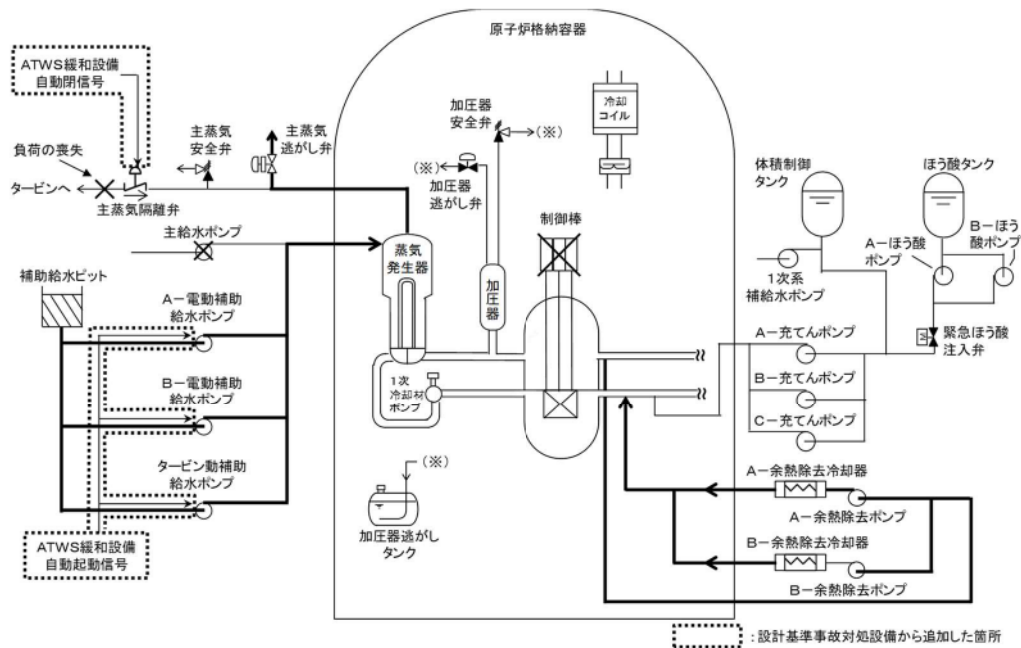 原子炉格納容器
ATWS緩和設備
自動閉信号
負荷の喪失
タービンへ
主蒸気隔離弁
主蒸気
安全弁
主蒸気
逃がし弁
加圧器
安全弁
(※)
(※)
加圧器
逃がし弁
冷却
コイル
体積制御
タンク
ほう酸タンク
B-ほう
酸ポンプ
A-ほう酸
ポンプ
1次系
補給水ポンプ
M
緊急ほう酸
注入弁
主給水ポンプ
蒸気
発生器
加圧器
制御棒
補助給水ピット
A-電動補助
給水ポンプ
B-電動補助
給水ポンプ
タービン動補助
給水ポンプ
ATWS緩和設備
自動起動信号
1次
冷却材
ポンプ
(※)
加圧器逃がし
タンク
A-充てんポンプ
B-充てんポンプ
C-充てんポンプ
A-余熱除去冷却器
A-余熱除去ポンプ
B-余熱除去冷却器
B-余熱除去ポンプ
:設計基準事故対処設備から追加した箇所